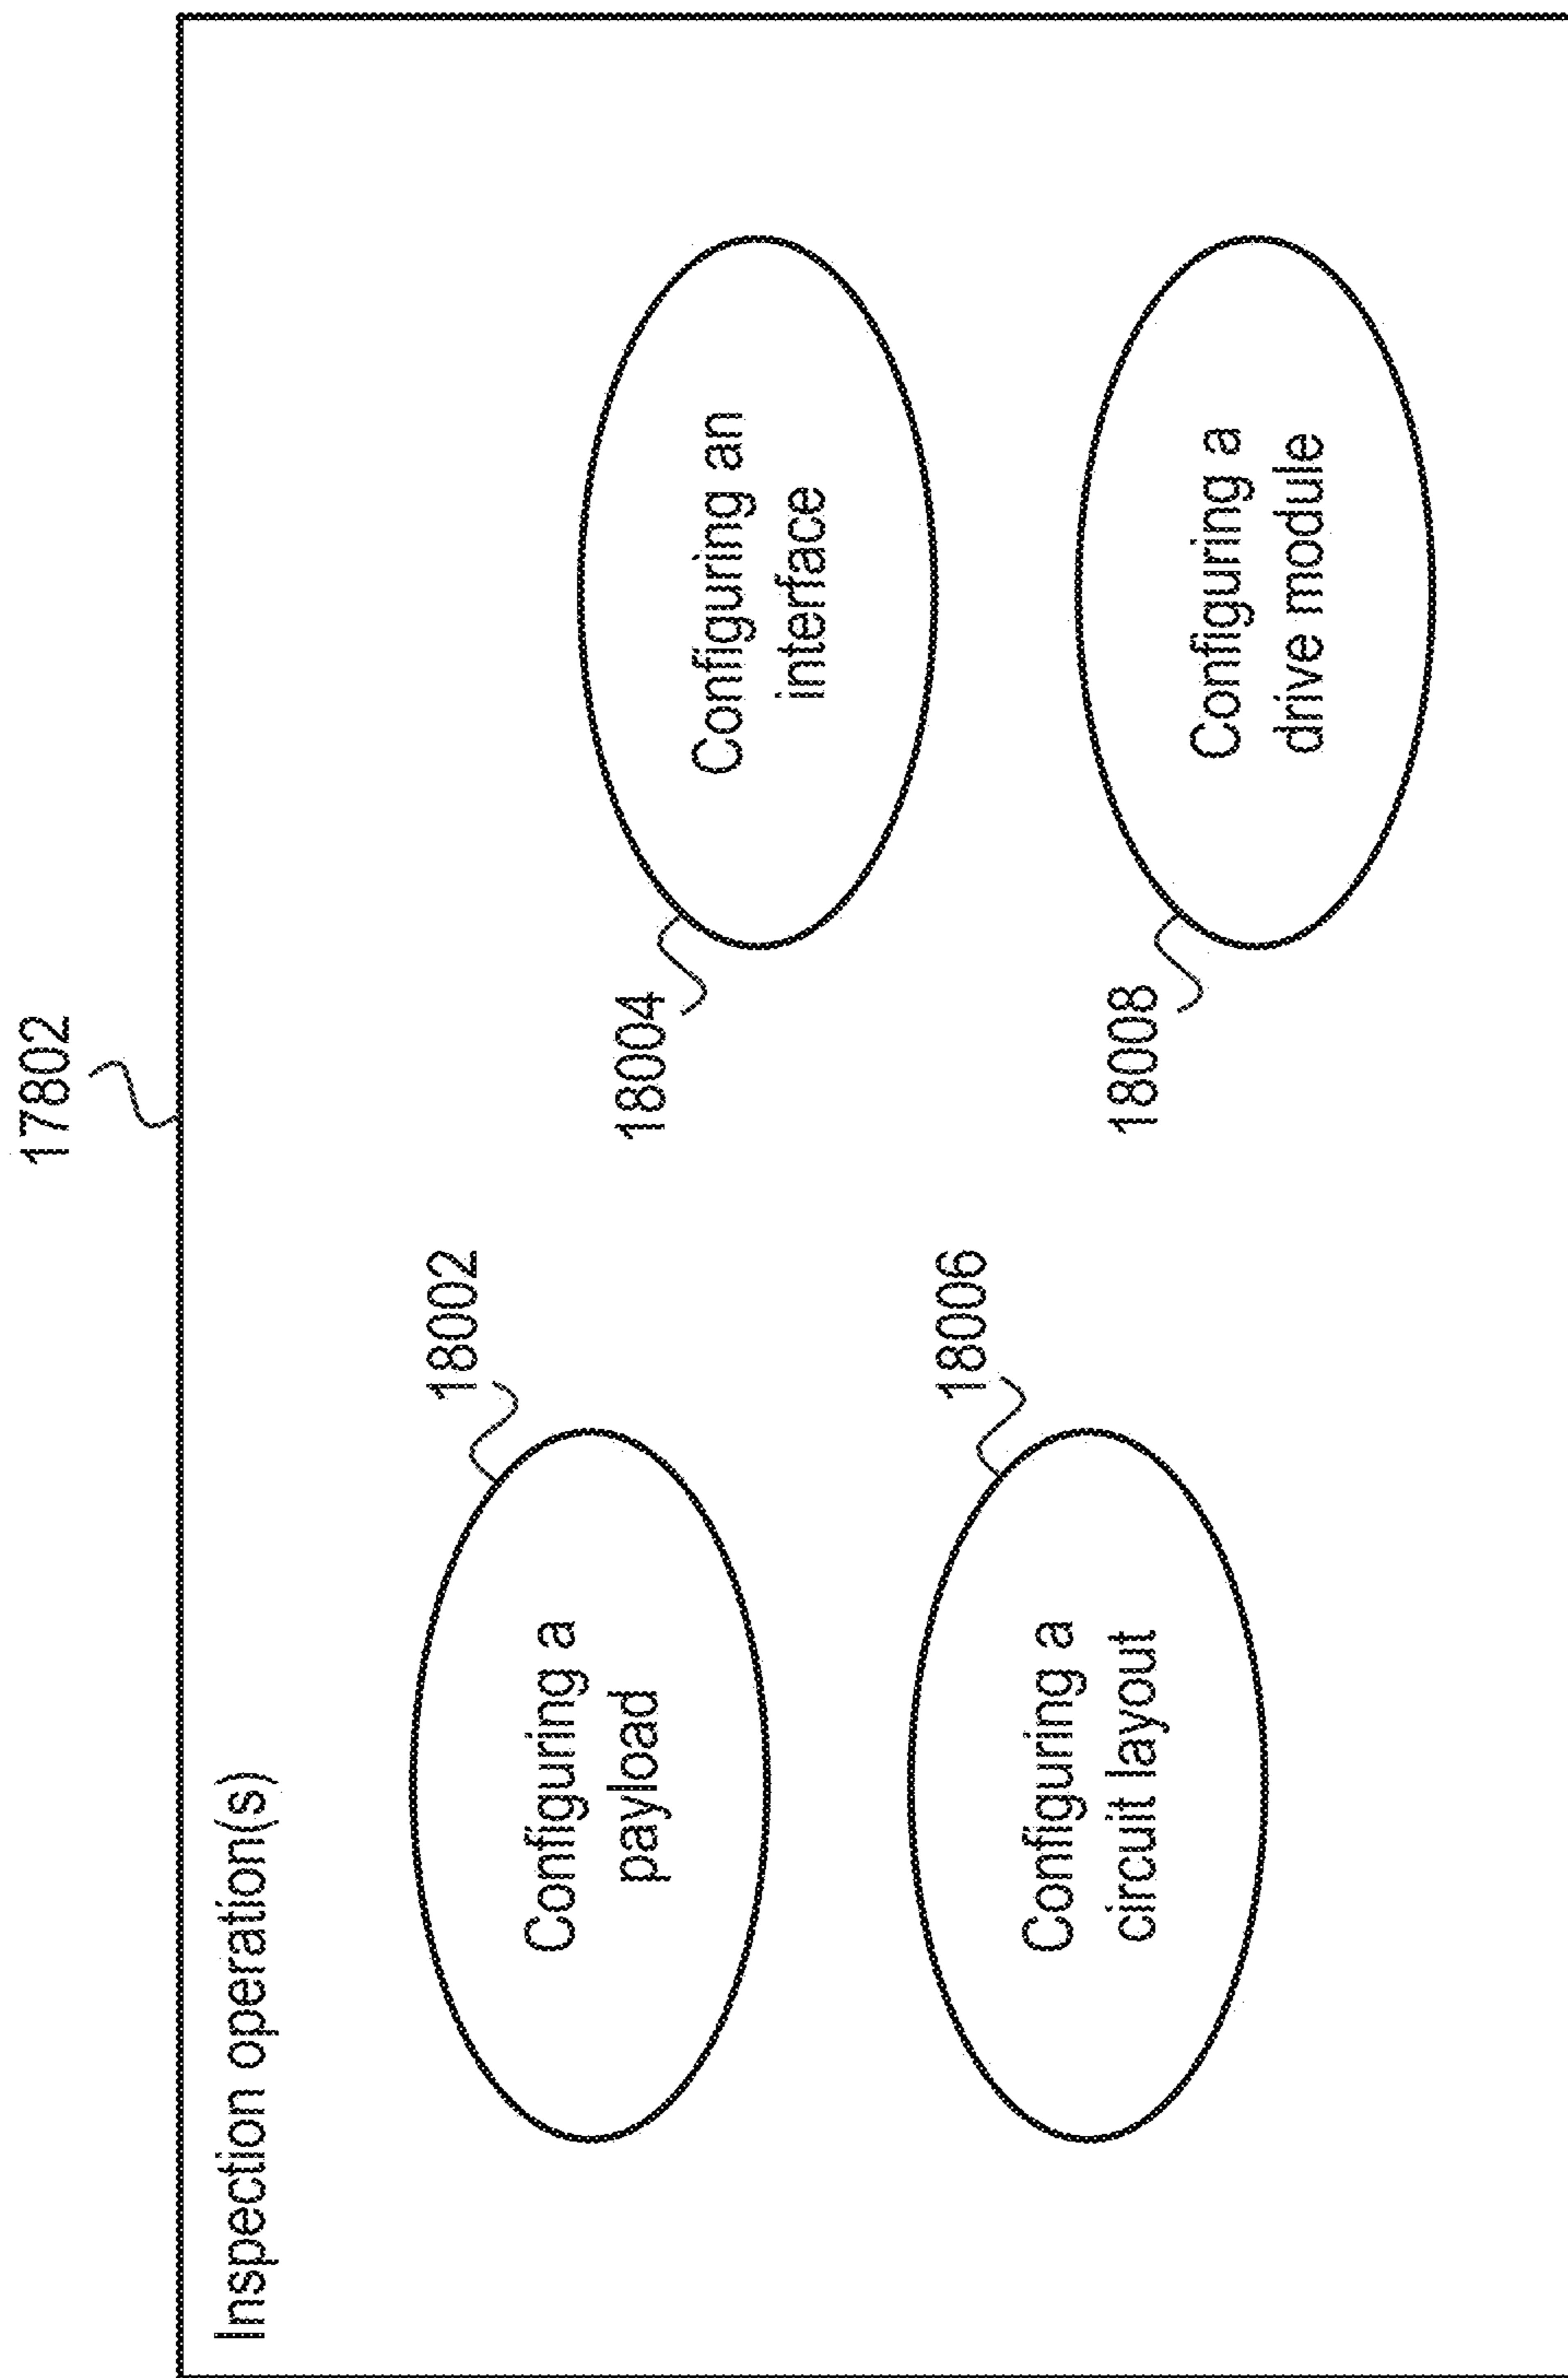 17802
Inspection operation(s)
18002
Configuring a
payload
18004
Configuring an
interface
18006
Configuring a
circuit layout
18008
Configuring a
drive module